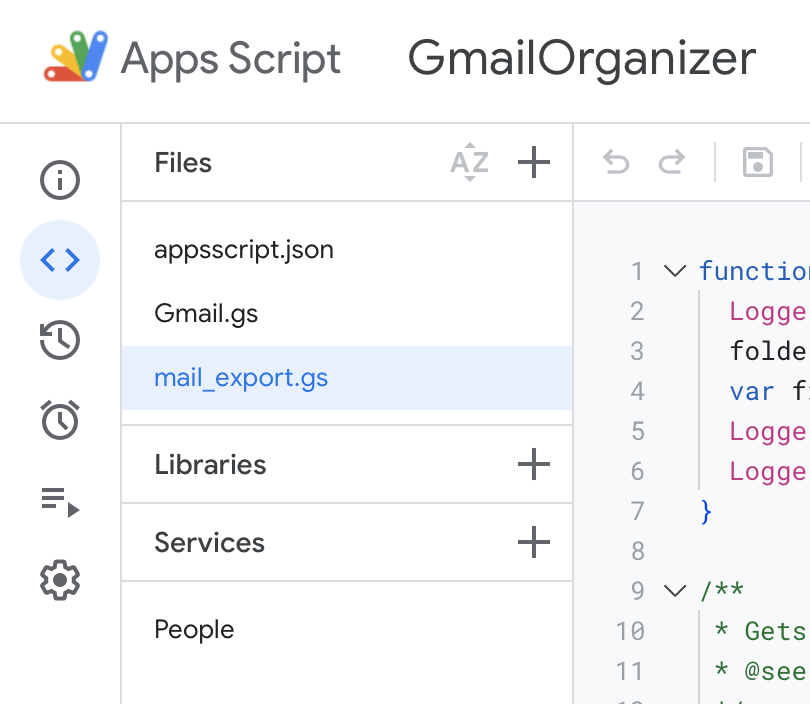 Apps Script GmailOrganizer
Files AZ
appsscript.json
Gmail.gs
mail_export.gs
Libraries
Services
People
1 functio
2 Logge
3 folde
4 var f
5 Logge
6 Logge
7 }
8
9 /**
10 * Gets
11 * @see